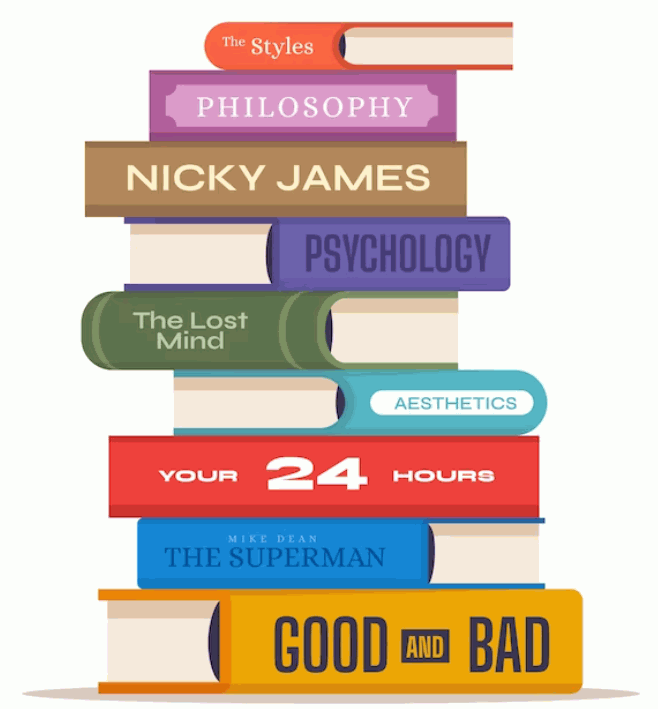 The Styles
PHILOSOPHY
NICKY JAMES
PSYCHOLOGY
The Lost
Mind
AESTHETICS
YOUR 24 HOURS
MIKE DEAN
THE SUPERMAN
GOOD AND BAD